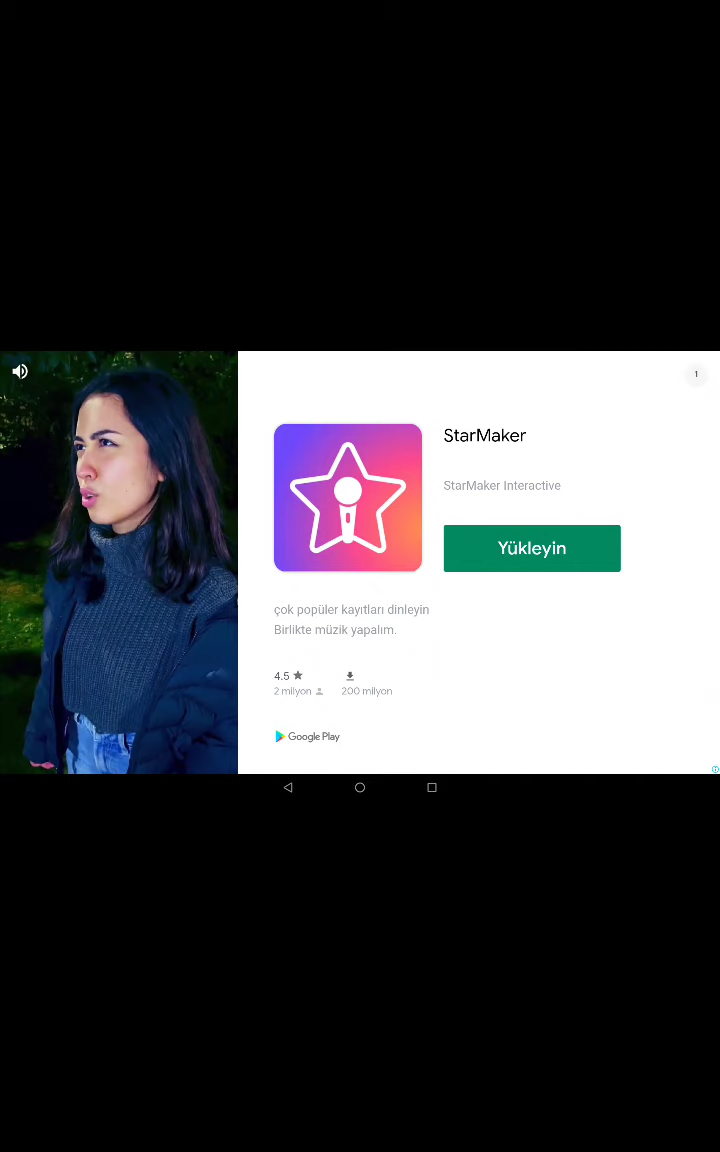 1
StarMaker
StarMaker Interactive
Yükleyin
çok popüler kayıtları dinleyin
Birlikte müzik yapalım.
4.5
2 milyon
200 milyon
Google Play